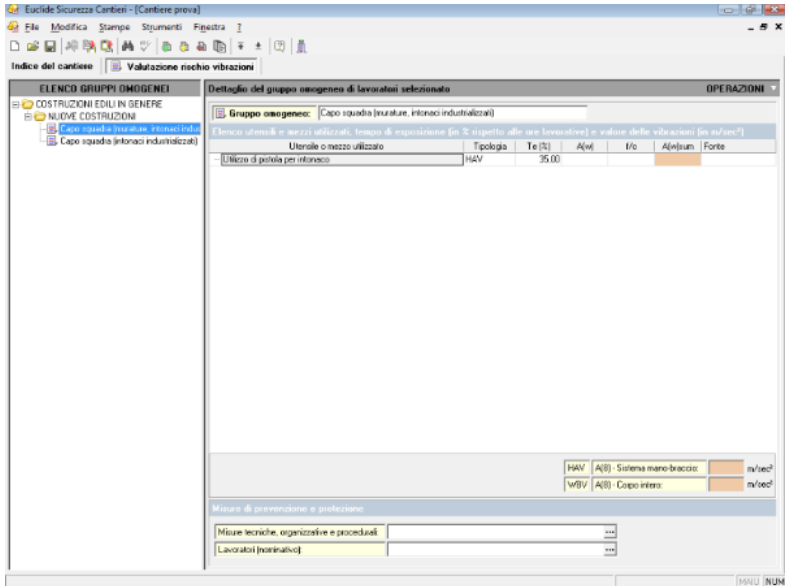 Euclide Sicurezza Cantieri - [Cantiere prova]
File Modifica Stampe Strumenti Finestra ?
Indice del cantiere Valutazione rischio vibrazioni
ELENCO GRUPPI OMOGENEI
COSTRUZIONI EDILI IN GENERE
NUOVE COSTRUZIONI
Capo squadra (murature, intonaci indus
Capo squadra (intonaci industrializzati)
Dettaglio del gruppo omogeneo di lavoratori selezionato OPERAZIONI
Gruppo omogeneo: Capo squadra (murature, intonaci industrializzati)
Elenco utensili e mezzi utilizzati, tempo di esposizione (in % rispetto alle ore lavorative) e valore delle vibrazioni (in m/sec²)
Utensile o mezzo utilizzato Tipologia Te (%) A(w) f/o A(w)sum Fonte
Utilizzo di pistola per intonaco HAV 35.00
HAV A(8) - Sistema mano-braccio: m/sec²
WBV A(8) - Corpo intero: m/sec²
Misure di prevenzione e protezione
Misure tecniche, organizzative e procedurali: ...
Lavoratori (nominativo): ...
MAIU NUM